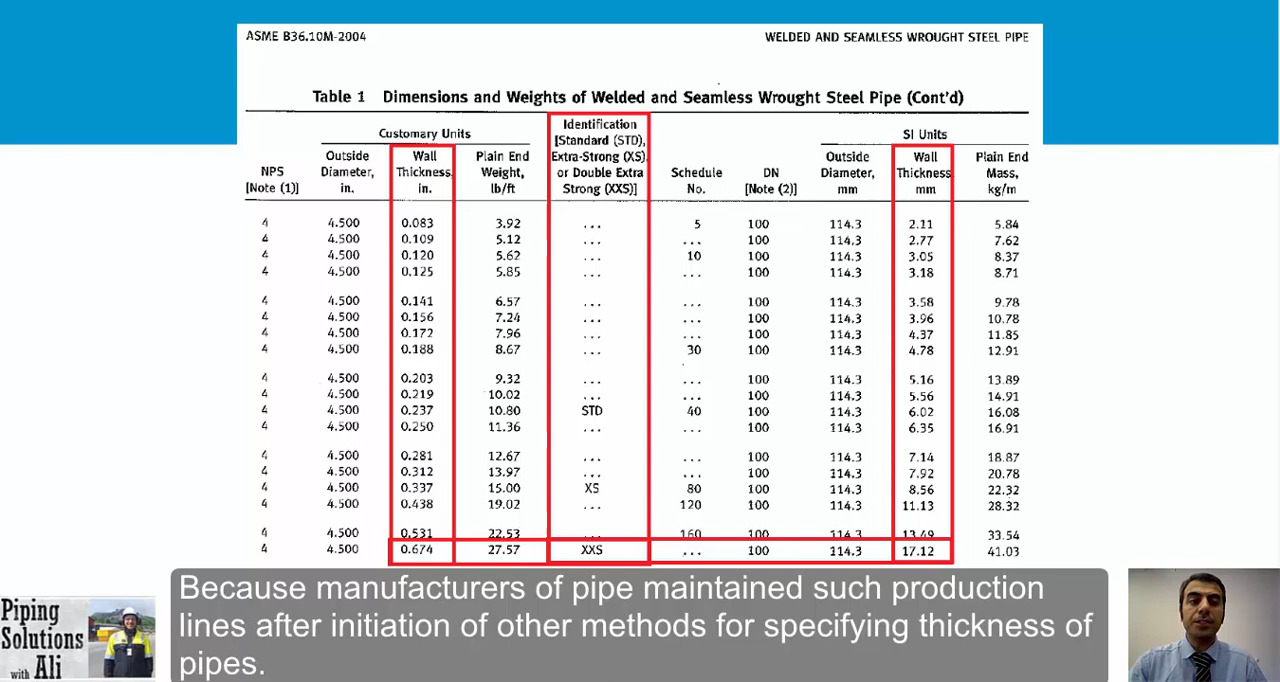 ASME B36.10M-2004 WELDED AND SEAMLESS WROUGHT STEEL PIPE
Table 1 Dimensions and Weights of Welded and Seamless Wrought Steel Pipe (Cont'd)
Customary Units Identification [Standard (STD), Extra-Strong (XS), or Double Extra Strong (XXS)] SI Units
NPS [Note (1)] Outside Diameter, in. Wall Thickness, in. Plain End Weight, lb/ft Schedule No. DN [Note (2)] Outside Diameter, mm Wall Thickness mm Plain End Mass, kg/m
4 4.500 0.083 3.92 ... 5 100 114.3 2.11 5.84
4 4.500 0.109 5.12 ... ... 100 114.3 2.77 7.62
4 4.500 0.120 5.62 ... 10 100 114.3 3.05 8.37
4 4.500 0.125 5.85 ... ... 100 114.3 3.18 8.71
4 4.500 0.141 6.57 ... ... 100 114.3 3.58 9.78
4 4.500 0.156 7.24 ... ... 100 114.3 3.96 10.78
4 4.500 0.172 7.96 ... ... 100 114.3 4.37 11.85
4 4.500 0.188 8.67 ... 30 100 114.3 4.78 12.91
4 4.500 0.203 9.32 ... ... 100 114.3 5.16 13.89
4 4.500 0.219 10.02 ... ... 100 114.3 5.56 14.91
4 4.500 0.237 10.80 STD 40 100 114.3 6.02 16.08
4 4.500 0.250 11.36 ... ... 100 114.3 6.35 16.91
4 4.500 0.281 12.67 ... ... 100 114.3 7.14 18.87
4 4.500 0.312 13.97 ... ... 100 114.3 7.92 20.78
4 4.500 0.337 15.00 XS 80 100 114.3 8.56 22.32
4 4.500 0.438 19.02 ... 120 100 114.3 11.13 28.32
4 4.500 0.531 22.53 ... 160 100 114.3 13.49 33.54
4 4.500 0.674 27.57 XXS ... 100 114.3 17.12 41.03
Because manufacturers of pipe maintained such production
lines after initiation of other methods for specifying thickness of
pipes.
Piping
Solutions
with Ali